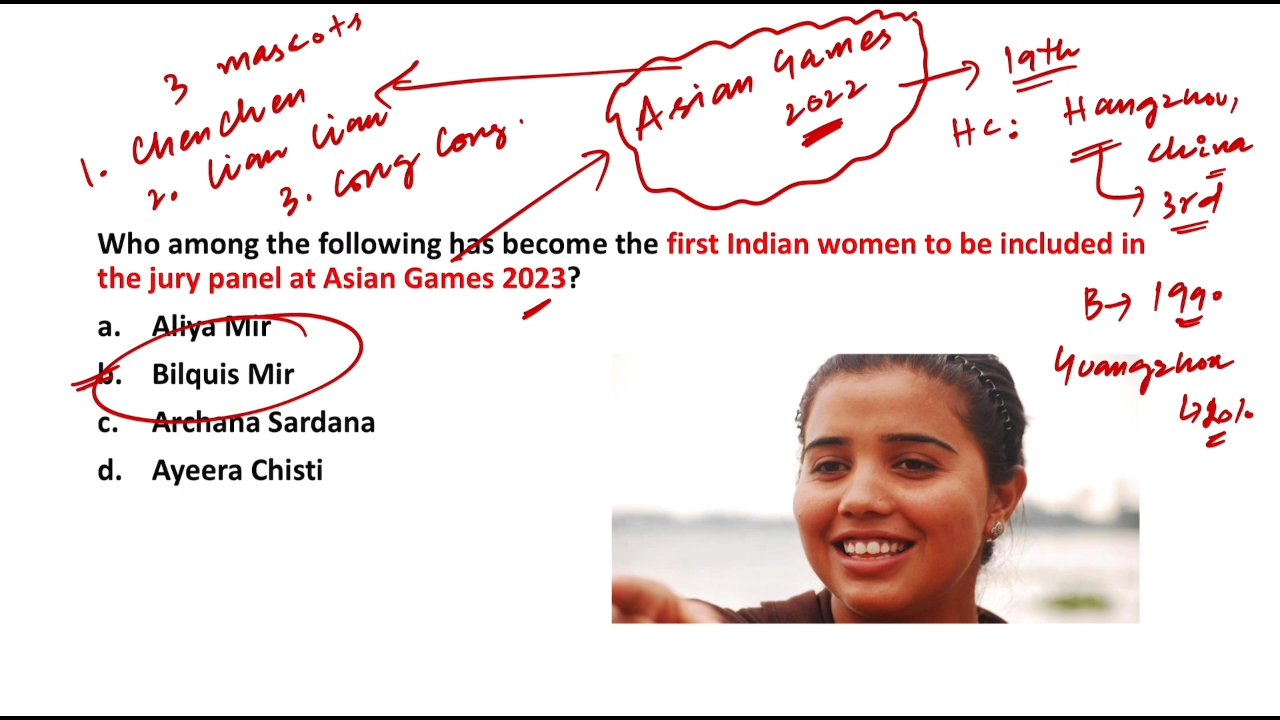 3 mascots
1. Chenchen
2. Lian Lian
3. Cong Cong.
Asian Games
2022
19th
HC: Hangzhou,
China
3rd
Who among the following has become the first Indian women to be included in
the jury panel at Asian Games 2023?
a. Aliya Mir
b. Bilquis Mir
c. Archana Sardana
d. Ayeera Chisti
B→ 1990
Guangzhou